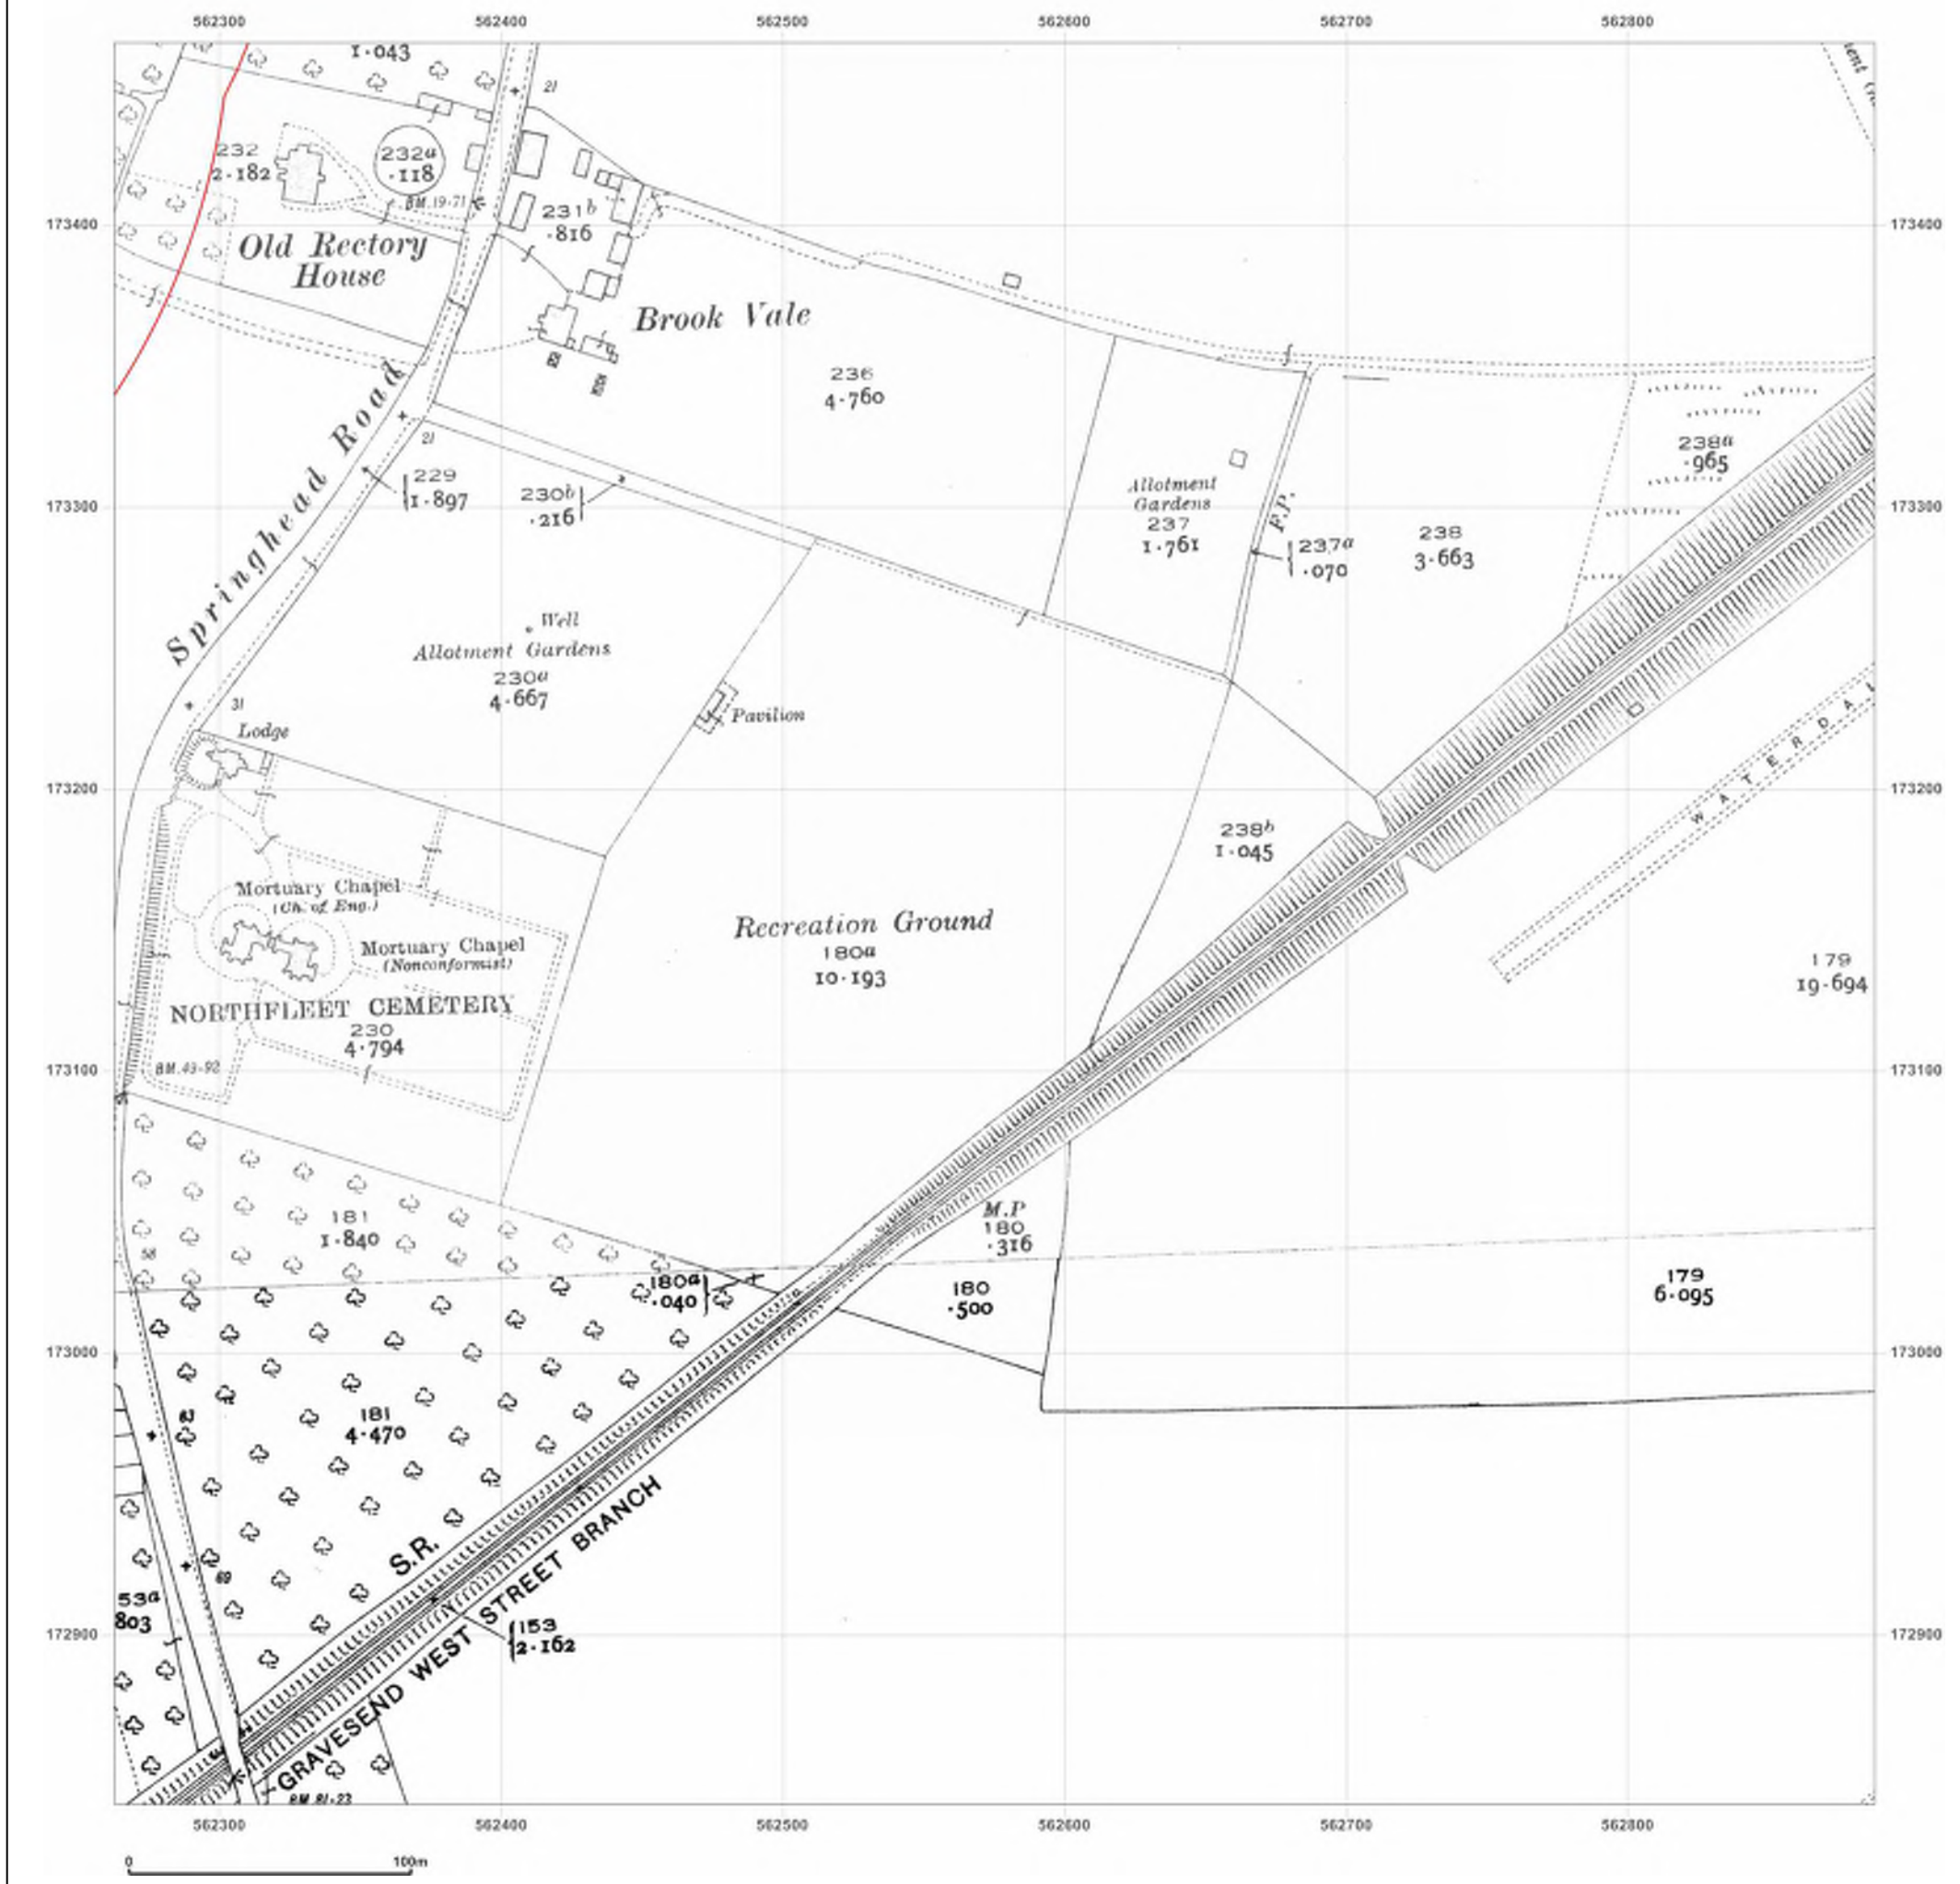 562300 562400 562500 562600 562700 562800
1·043
21
232
2·182
232a
·118
B.M.19·71
231b
·816
173400 173400
Old Rectory
House
Brook Vale
236
4·760
238a
·965
21
Springhead Road
229
1·897
230b
·216
Allotment
Gardens
237
1·761
F.P.
173300 173300
237a
·070
238
3·663
Well
Allotment Gardens
230a
4·667
31
Lodge
Pavilion
WATERDAL
173200 173200
238b
1·045
Mortuary Chapel
(Ch. of Eng.)
Recreation Ground
180a
10·193
Mortuary Chapel
(Nonconformist)
179
19·694
NORTHFLEET CEMETERY
230
4·794
B.M.43·92
173100 173100
181
1·840
M.P
180
·316
58
180a
·040
180
·500
179
6·095
173000 173000
63
181
4·470
S.R.
GRAVESEND WEST STREET BRANCH
69
53a
803
153
2·162
172900 172900
B.M.81·23
562300 562400 562500 562600 562700 562800
0 100m